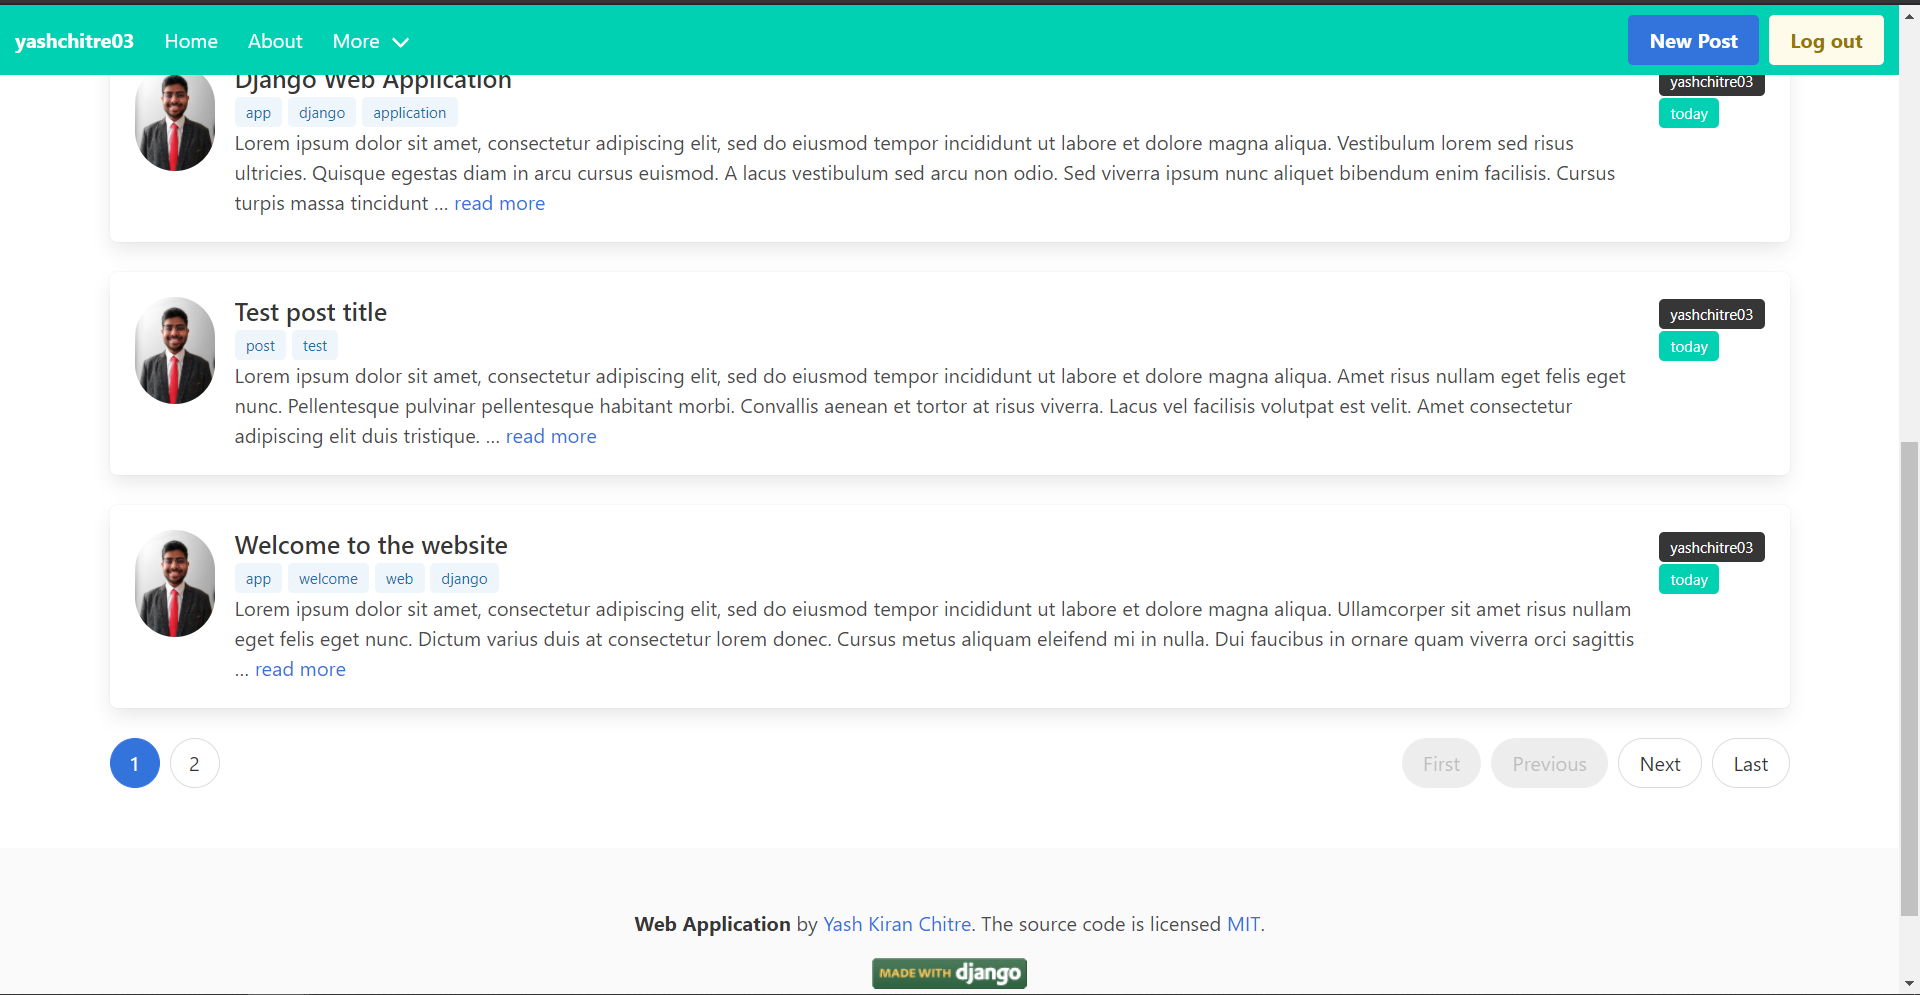 yashchitre03 Home About More New Post Log out
Django Web Application yashchitre03
app django application today
Lorem ipsum dolor sit amet, consectetur adipiscing elit, sed do eiusmod tempor incididunt ut labore et dolore magna aliqua. Vestibulum lorem sed risus
ultricies. Quisque egestas diam in arcu cursus euismod. A lacus vestibulum sed arcu non odio. Sed viverra ipsum nunc aliquet bibendum enim facilisis. Cursus
turpis massa tincidunt ... read more
Test post title yashchitre03
post test today
Lorem ipsum dolor sit amet, consectetur adipiscing elit, sed do eiusmod tempor incididunt ut labore et dolore magna aliqua. Amet risus nullam eget felis eget
nunc. Pellentesque pulvinar pellentesque habitant morbi. Convallis aenean et tortor at risus viverra. Lacus vel facilisis volutpat est velit. Amet consectetur
adipiscing elit duis tristique. ... read more
Welcome to the website yashchitre03
app welcome web django today
Lorem ipsum dolor sit amet, consectetur adipiscing elit, sed do eiusmod tempor incididunt ut labore et dolore magna aliqua. Ullamcorper sit amet risus nullam
eget felis eget nunc. Dictum varius duis at consectetur lorem donec. Cursus metus aliquam eleifend mi in nulla. Dui faucibus in ornare quam viverra orci sagittis
... read more
1 2 First Previous Next Last
Web Application by Yash Kiran Chitre. The source code is licensed MIT.
MADE WITH django